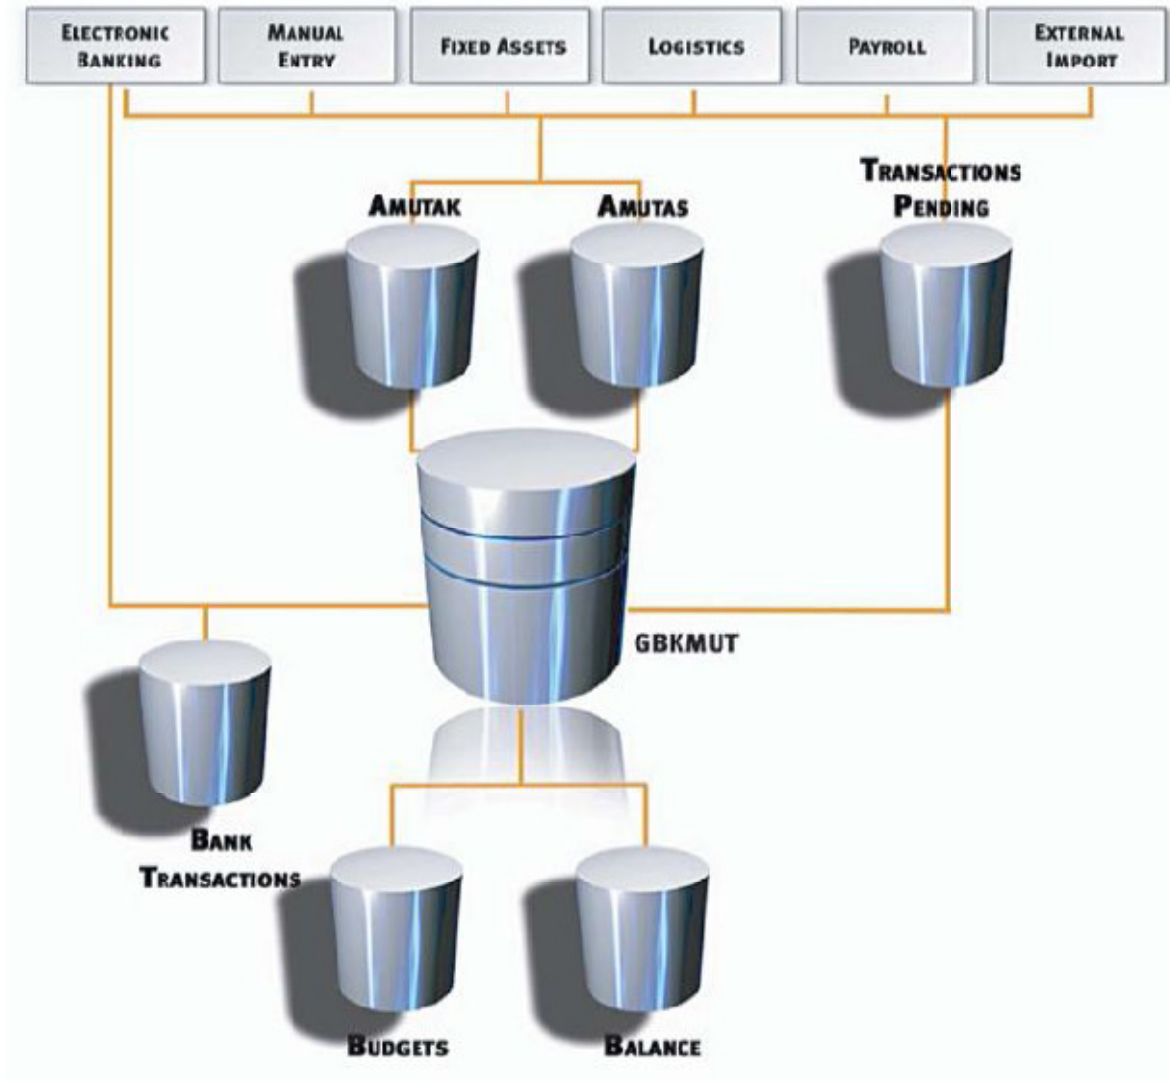 ELECTRONIC
BANKING
MANUAL
ENTRY
FIXED ASSETS
LOGISTICS
PAYROLL
EXTERNAL
IMPORT
TRANSACTIONS
PENDING
AMUTAK
AMUTAS
GBKMUT
BANK
TRANSACTIONS
BUDGETS
BALANCE